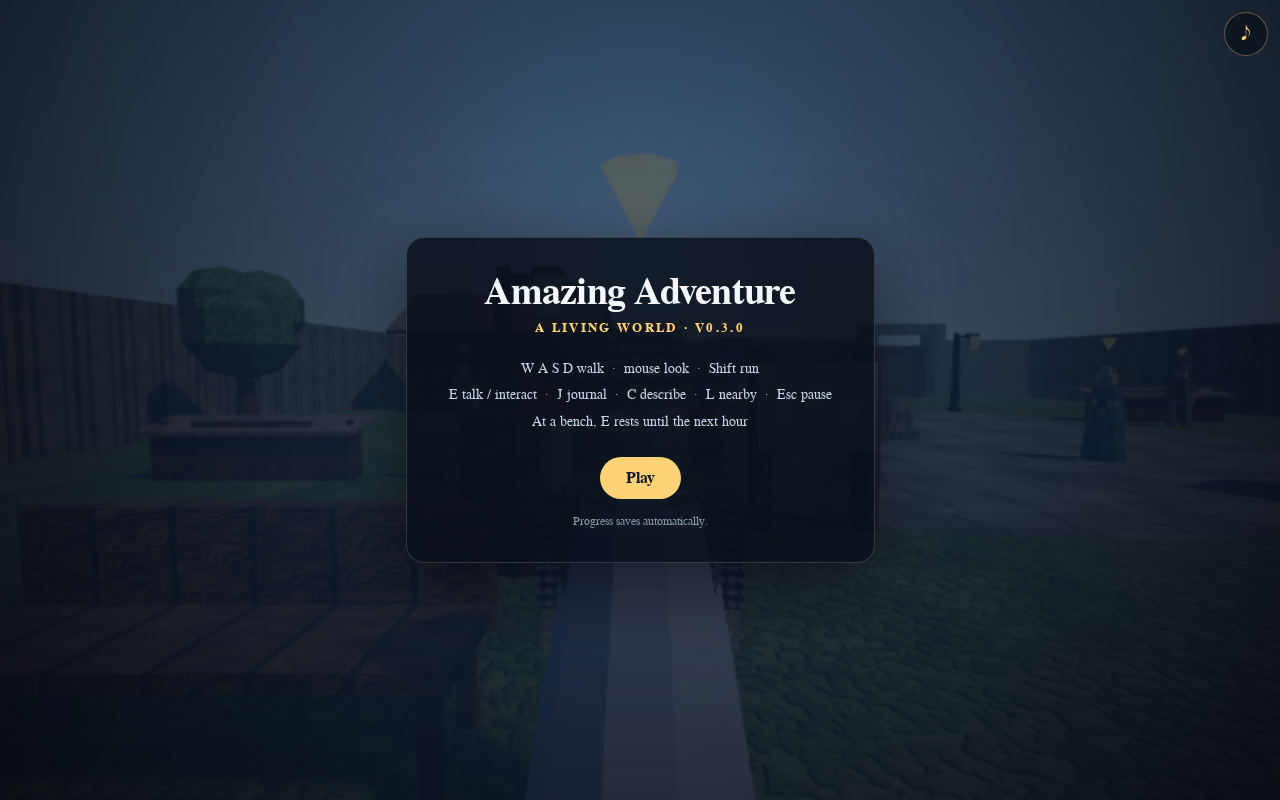 ♪
Amazing Adventure
A LIVING WORLD · V0.3.0
W A S D walk · mouse look · Shift run
E talk / interact · J journal · C describe · L nearby · Esc pause
At a bench, E rests until the next hour
Play
Progress saves automatically.